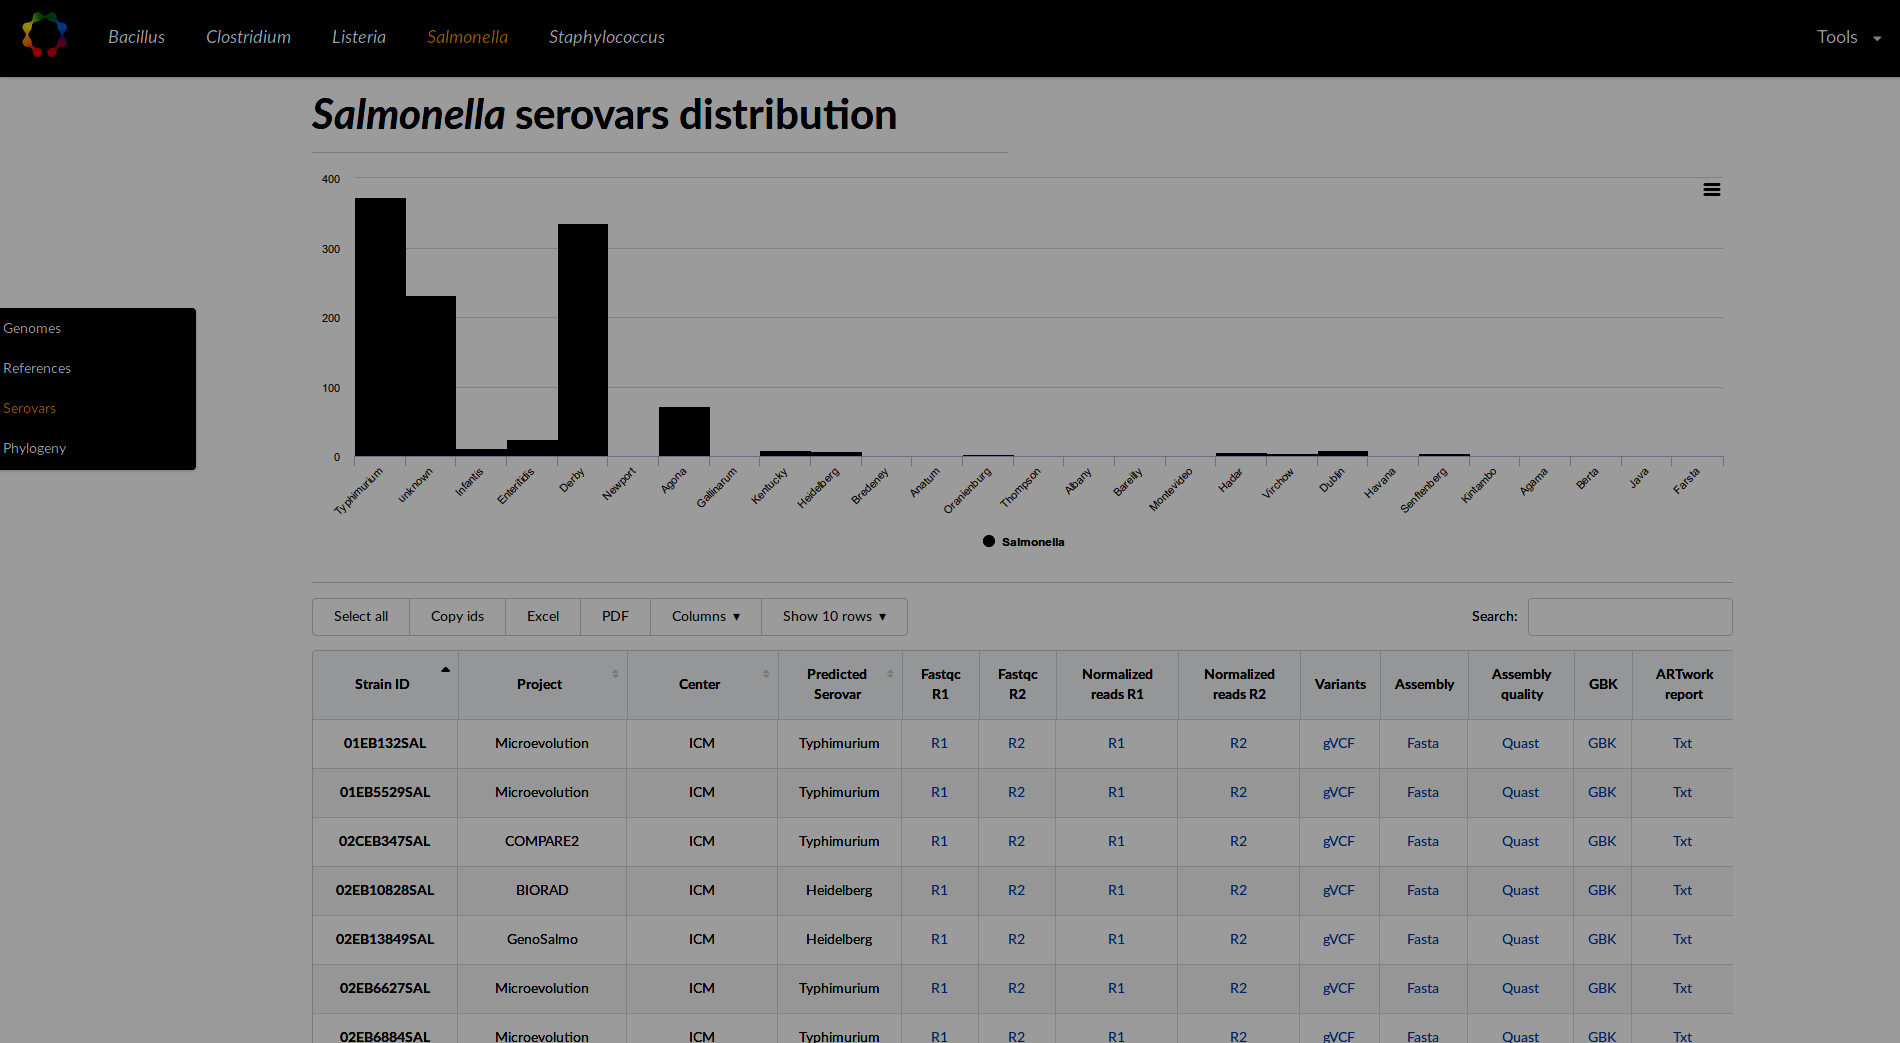 Bacillus Clostridium Listeria Salmonella Staphylococcus Tools
Salmonella serovars distribution
400
300
200
100
0
Typhimurium unknown Infantis Enteritidis Derby Newport Agona Gallinarum Kentucky Heidelberg Bredeney Anatum Oranienburg Thompson Albany Bareilly Montevideo Hadar Virchow Dublin Havana Senftenberg Kintambo Agama Berta Java Farsta
Salmonella
Genomes
References
Serovars
Phylogeny
Select all Copy ids Excel PDF Columns ▾ Show 10 rows ▾ Search:
Strain ID Project Center Predicted Serovar Fastqc R1 Fastqc R2 Normalized reads R1 Normalized reads R2 Variants Assembly Assembly quality GBK ARTwork report
01EB132SAL Microevolution ICM Typhimurium R1 R2 R1 R2 gVCF Fasta Quast GBK Txt
01EB5529SAL Microevolution ICM Typhimurium R1 R2 R1 R2 gVCF Fasta Quast GBK Txt
02CEB347SAL COMPARE2 ICM Typhimurium R1 R2 R1 R2 gVCF Fasta Quast GBK Txt
02EB10828SAL BIORAD ICM Heidelberg R1 R2 R1 R2 gVCF Fasta Quast GBK Txt
02EB13849SAL GenoSalmo ICM Heidelberg R1 R2 R1 R2 gVCF Fasta Quast GBK Txt
02EB6627SAL Microevolution ICM Typhimurium R1 R2 R1 R2 gVCF Fasta Quast GBK Txt
02EB6884SAL Microevolution ICM Typhimurium R1 R2 R1 R2 gVCF Fasta Quast GBK Txt